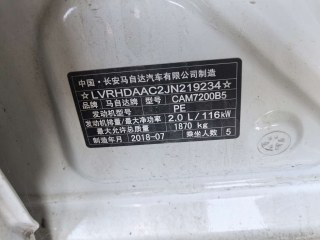 中国·长安马自达汽车有限公司制造
☆LVRHDAAC2JN219234☆
品牌 马自达 型号 CAM7200B5
发动机型号 PE
发动机排量/最大净功率 2.0 L/116kW
最大允许总质量 1870 kg
制造年月 2018-07 乘坐人数 5